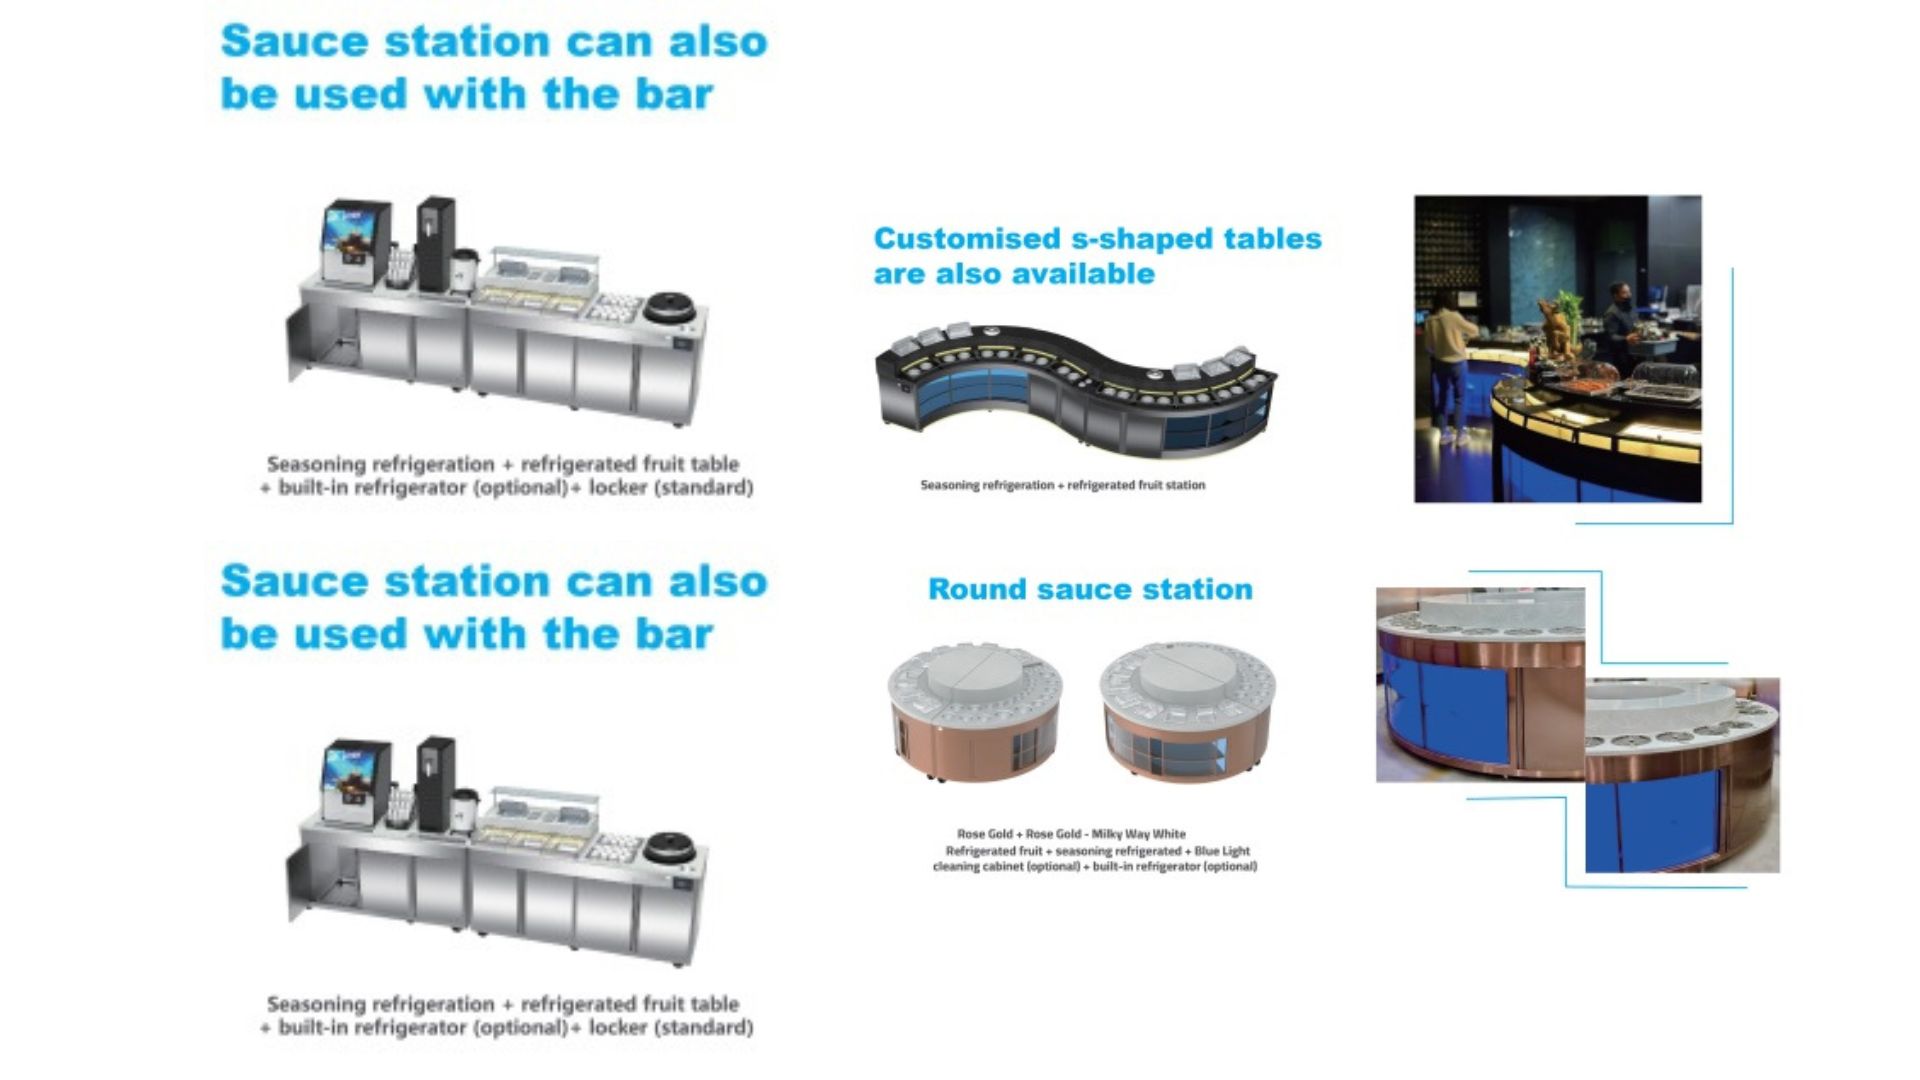 Sauce station can also
be used with the bar
Seasoning refrigeration + refrigerated fruit table
+ built-in refrigerator (optional)+ locker (standard)
Customised s-shaped tables
are also available
Seasoning refrigeration + refrigerated fruit station
Sauce station can also
be used with the bar
Seasoning refrigeration + refrigerated fruit table
+ built-in refrigerator (optional)+ locker (standard)
Round sauce station
Rose Gold + Rose Gold - Milky Way White
Refrigerated fruit + seasoning refrigerated + Blue Light
cleaning cabinet (optional) + built-in refrigerator (optional)